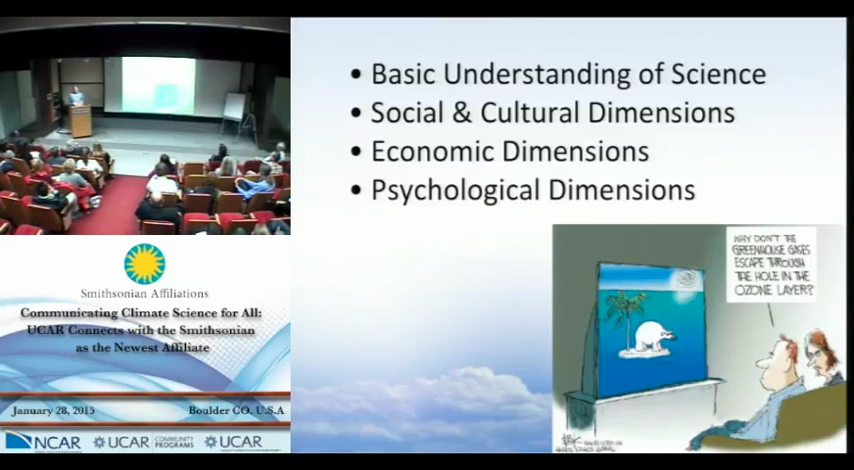 • Basic Understanding of Science
• Social & Cultural Dimensions
• Economic Dimensions
• Psychological Dimensions
WHY DON'T THE
GREENHOUSE GASES
ESCAPE THROUGH
THE HOLE IN THE
OZONE LAYER?
Smithsonian Affiliations
Communicating Climate Science for All:
UCAR Connects with the Smithsonian
as the Newest Affiliate
January 28, 2015 Boulder CO. U.S.A
NCAR UCAR COMMUNITY PROGRAMS UCAR